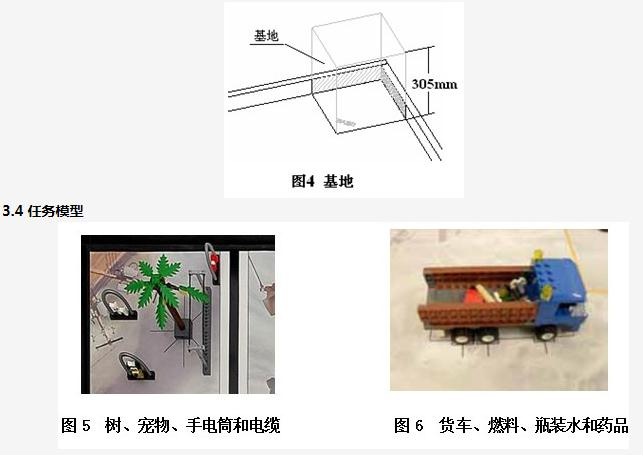 基地
305mm
图4 基地
3.4 任务模型
图 5 树、宠物、手电筒和电缆
图 6 货车、燃料、瓶装水和药品